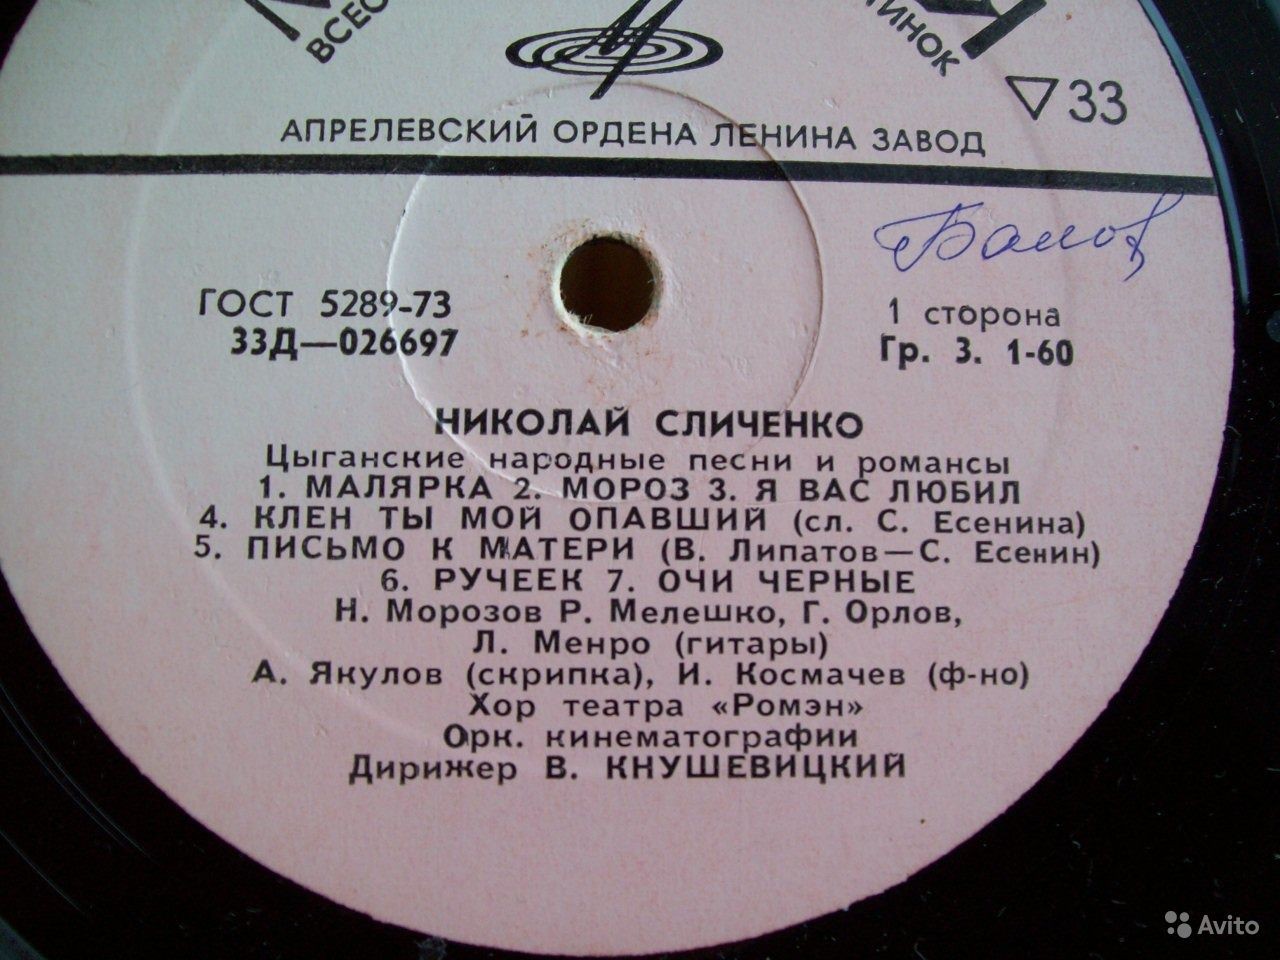 ▽33
АПРЕЛЕВСКИЙ ОРДЕНА ЛЕНИНА ЗАВОД
ГОСТ 5289-73
33Д—026697
1 сторона
Гр. 3. 1-60
НИКОЛАЙ СЛИЧЕНКО
Цыганские народные песни и романсы
1. МАЛЯРКА 2. МОРОЗ 3. Я ВАС ЛЮБИЛ
4. КЛЕН ТЫ МОЙ ОПАВШИЙ (сл. С. Есенина)
5. ПИСЬМО К МАТЕРИ (В. Липатов—С. Есенин)
6. РУЧЕЕК 7. ОЧИ ЧЕРНЫЕ
Н. Морозов Р. Мелешко, Г. Орлов,
Л. Менро (гитары)
А. Якулов (скрипка), И. Космачев (ф-но)
Хор театра «Ромэн»
Орк. кинематографии
Дирижер В. КНУШЕВИЦКИЙ
Avito